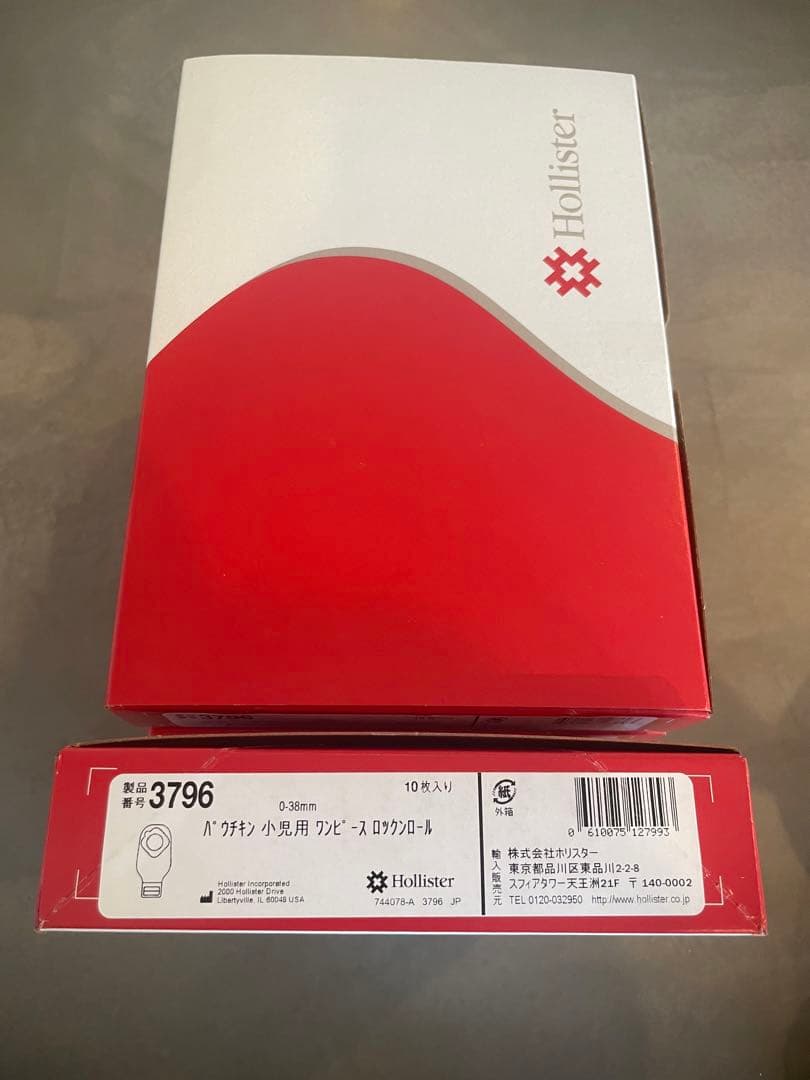 Hollister
3796
製品
番号 3796
10枚入り
0-38mm
パウチキン 小児用 ワンピース ロックンロール
Hollister Incorporated
2000 Hollister Drive
Libertyville, IL 60048 USA
Hollister
744078-A 3796 JP
紙
外箱
0 610075 127993
輸入販売元
株式会社ホリスター
東京都品川区東品川2-2-8
スフィアタワー天王洲21F 〒140-0002
TEL 0120-032950 http://www.hollister.co.jp